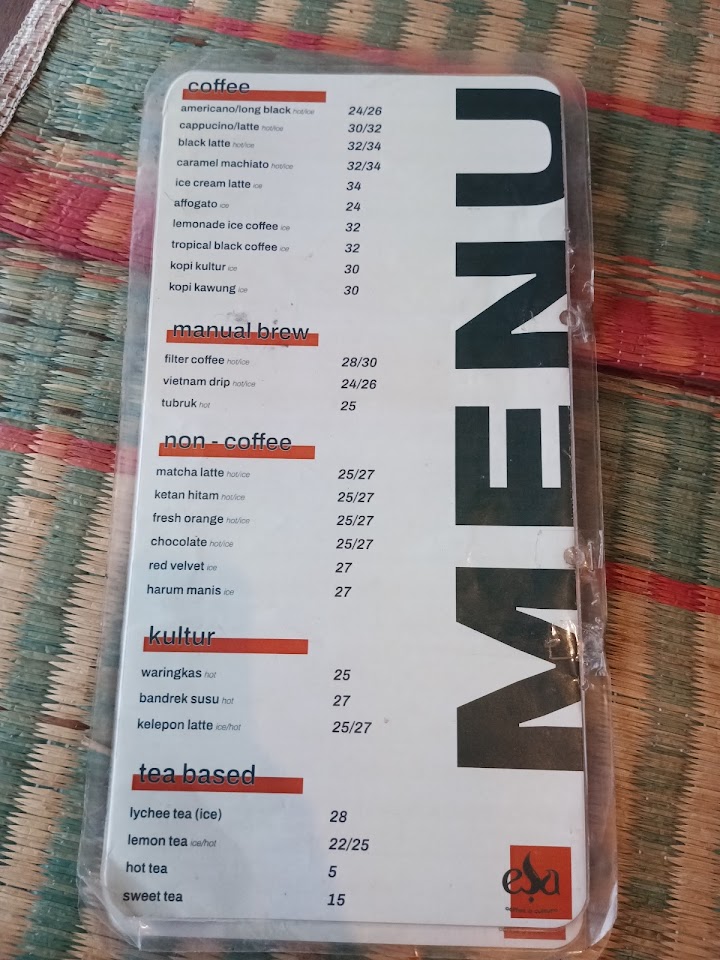 coffee
americano/long black hot/ice 24/26
cappucino/latte hot/ice 30/32
black latte hot/ice 32/34
caramel machiato hot/ice 32/34
ice cream latte ice 34
affogato ice 24
lemonade ice coffee ice 32
tropical black coffee ice 32
kopi kultur ice 30
kopi kawung ice 30
manual brew
filter coffee hot/ice 28/30
vietnam drip hot/ice 24/26
tubruk hot 25
non - coffee
matcha latte hot/ice 25/27
ketan hitam hot/ice 25/27
fresh orange hot/ice 25/27
chocolate hot/ice 25/27
red velvet ice 27
harum manis ice 27
kultur
waringkas hot 25
bandrek susu hot 27
kelepon latte ice/hot 25/27
tea based
lychee tea (ice) 28
lemon tea ice/hot 22/25
hot tea 5
sweet tea 15
MENU